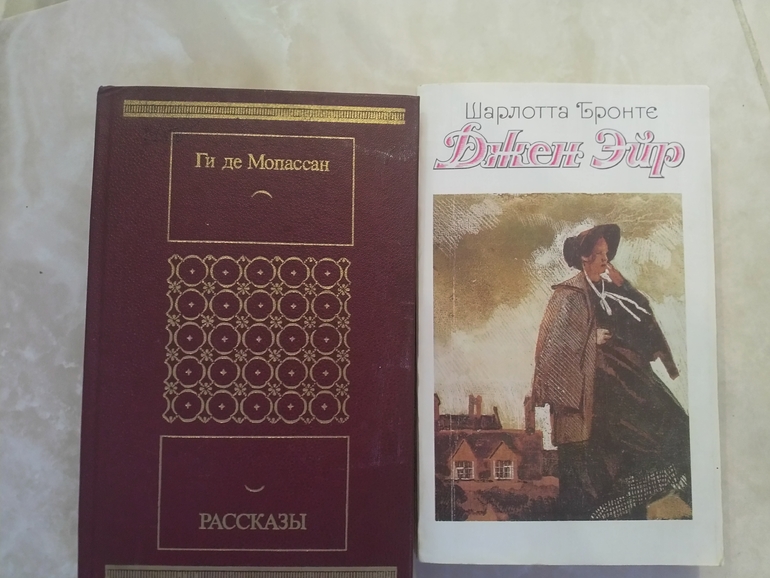 Ги де Мопассан
РАССКАЗЫ
Шарлотта Бронте
Джен Эйр